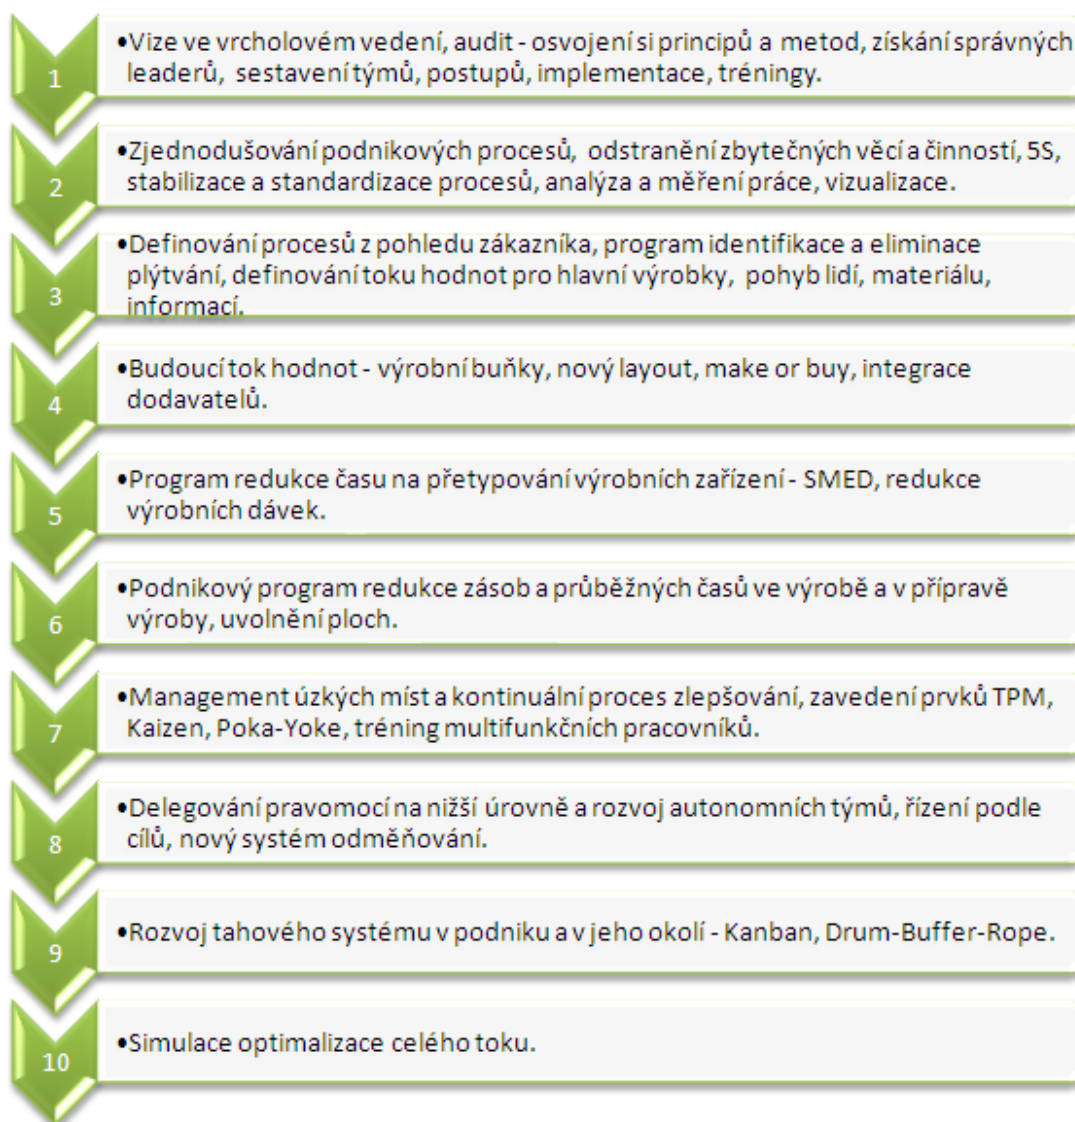 1
•Vize ve vrcholovém vedení, audit - osvojení si principů a metod, získání správných
leaderů, sestavení týmů, postupů, implementace, tréningy.
2
•Zjednodušování podnikových procesů, odstranění zbytečných věcí a činností, 5S,
stabilizace a standardizace procesů, analýza a měření práce, vizualizace.
3
•Definování procesů z pohledu zákazníka, program identifikace a eliminace
plýtvání, definování toku hodnot pro hlavní výrobky, pohyb lidí, materiálu,
informací.
4
•Budoucí tok hodnot - výrobní buňky, nový layout, make or buy, integrace
dodavatelů.
5
•Program redukce času na přetypování výrobních zařízení - SMED, redukce
výrobních dávek.
6
•Podnikový program redukce zásob a průběžných časů ve výrobě a v přípravě
výroby, uvolnění ploch.
7
•Management úzkých míst a kontinuální proces zlepšování, zavedení prvků TPM,
Kaizen, Poka-Yoke, tréning multifunkčních pracovníků.
8
•Delegování pravomocí na nižší úrovně a rozvoj autonomních týmů, řízení podle
cílů, nový systém odměňování.
9
•Rozvoj tahového systému v podniku a v jeho okolí - Kanban, Drum-Buffer-Rope.
10
•Simulace optimalizace celého toku.